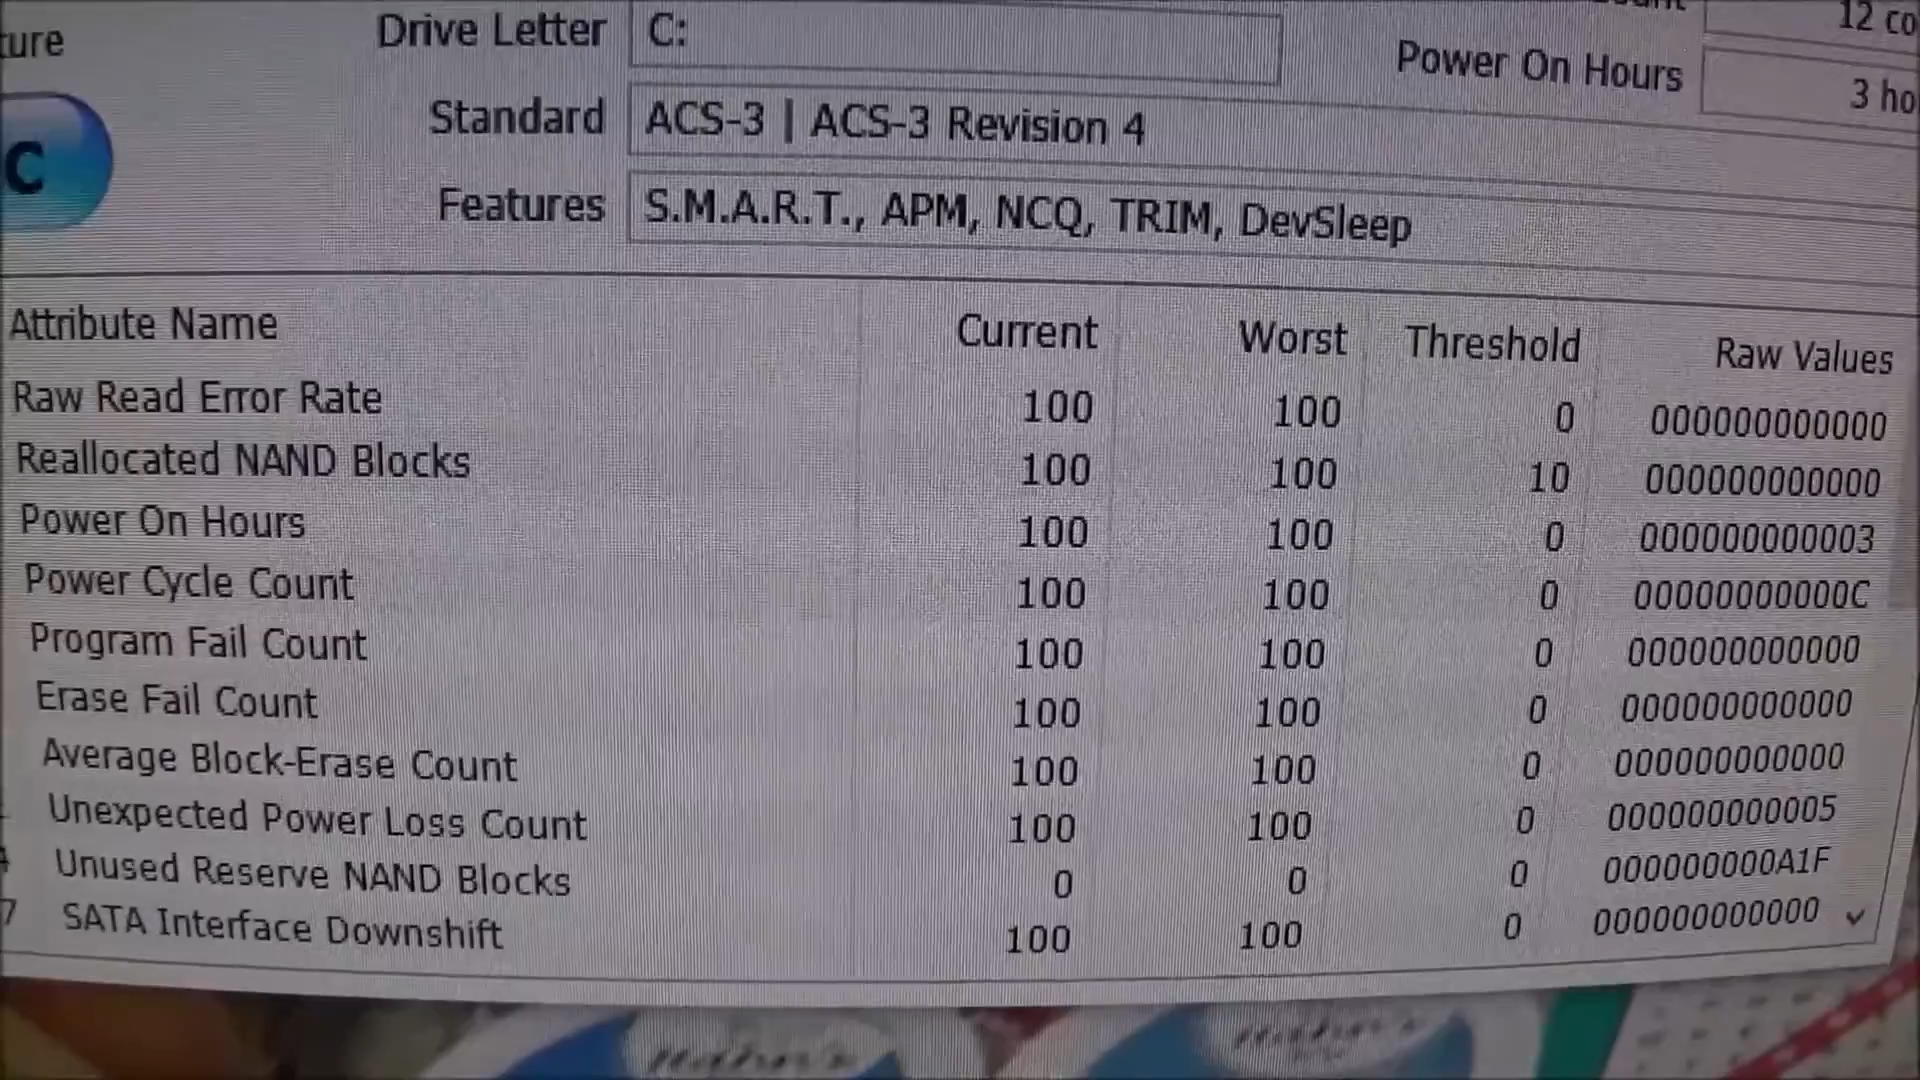 ture
Drive Letter C: 12 co
Power On Hours 3 ho
C
Standard ACS-3 | ACS-3 Revision 4
Features S.M.A.R.T., APM, NCQ, TRIM, DevSleep
Attribute Name Current Worst Threshold Raw Values
Raw Read Error Rate 100 100 0 000000000000
Reallocated NAND Blocks 100 100 10 000000000000
Power On Hours 100 100 0 000000000003
Power Cycle Count 100 100 0 00000000000C
Program Fail Count 100 100 0 000000000000
Erase Fail Count 100 100 0 000000000000
Average Block-Erase Count 100 100 0 000000000000
Unexpected Power Loss Count 100 100 0 000000000005
Unused Reserve NAND Blocks 0 0 0 000000000A1F
7 SATA Interface Downshift 100 100 0 000000000000